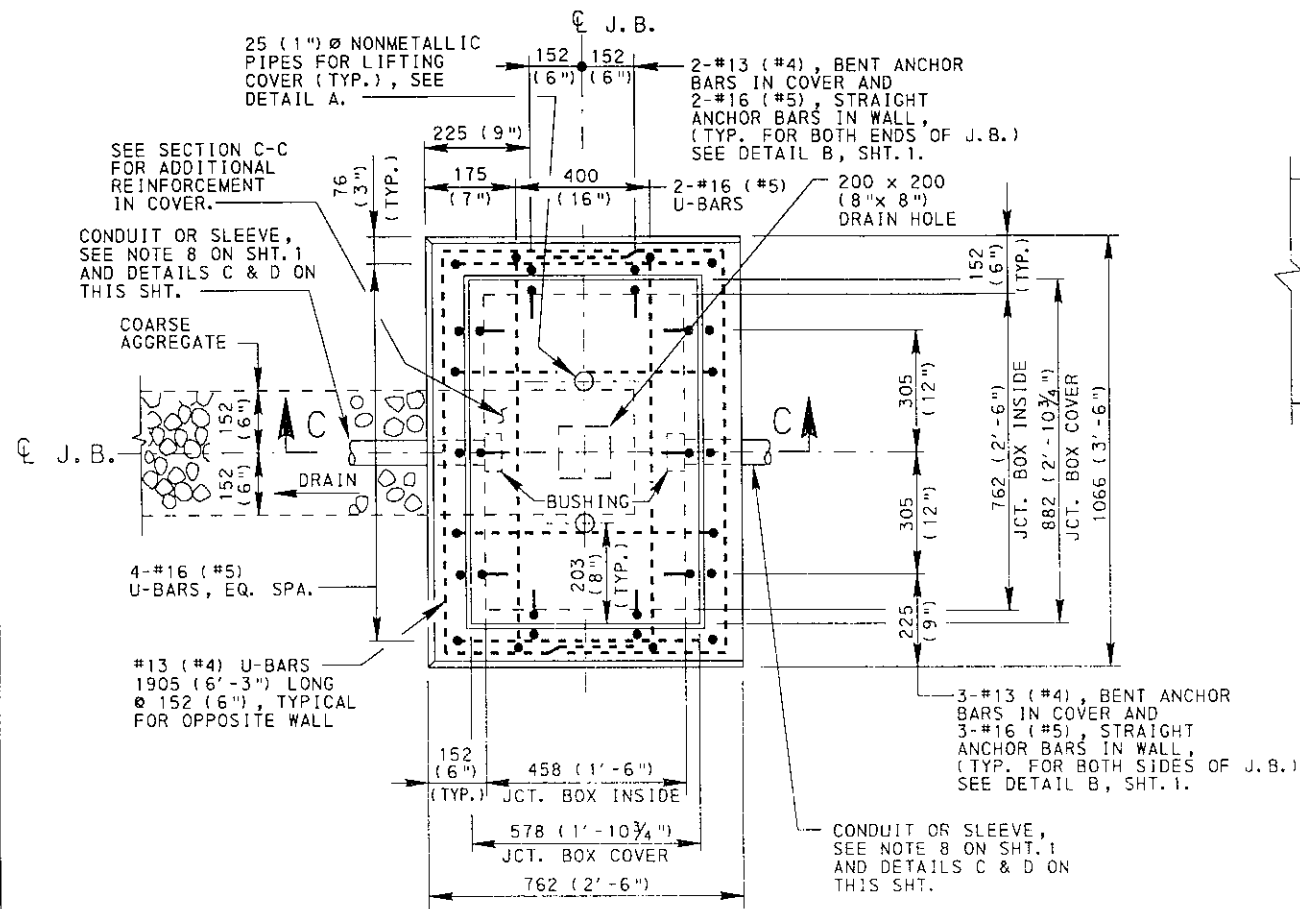 ℄ J.B.
25 (1") Ø NONMETALLIC
PIPES FOR LIFTING
COVER (TYP.), SEE
DETAIL A.
152
(6")
152
(6")
2-#13 (#4), BENT ANCHOR
BARS IN COVER AND
2-#16 (#5), STRAIGHT
ANCHOR BARS IN WALL,
(TYP. FOR BOTH ENDS OF J.B.)
SEE DETAIL B, SHT. 1.
225 (9")
SEE SECTION C-C
FOR ADDITIONAL
REINFORCEMENT
IN COVER.
76
(3")
(TYP.)
175
(7")
400
(16")
2-#16 (#5)
U-BARS
200 x 200
(8"x 8")
DRAIN HOLE
CONDUIT OR SLEEVE,
SEE NOTE 8 ON SHT.1
AND DETAILS C & D ON
THIS SHT.
152
(6")
(TYP.)
COARSE
AGGREGATE
152
(6")
152
(6")
C
C
℄ J.B.
DRAIN
BUSHING
305
(12")
305
(12")
762 (2'-6")
JCT. BOX INSIDE
882 (2'-10¾")
JCT. BOX COVER
1066 (3'-6")
4-#16 (#5)
U-BARS, EQ. SPA.
203
(8")
(TYP.)
225
(9")
#13 (#4) U-BARS
1905 (6'-3") LONG
@ 152 (6"), TYPICAL
FOR OPPOSITE WALL
3-#13 (#4), BENT ANCHOR
BARS IN COVER AND
3-#16 (#5), STRAIGHT
ANCHOR BARS IN WALL,
(TYP. FOR BOTH SIDES OF J.B.)
SEE DETAIL B, SHT. 1.
152
(6")
(TYP.)
458 (1'-6")
JCT. BOX INSIDE
578 (1'-10¾")
JCT. BOX COVER
762 (2'-6")
CONDUIT OR SLEEVE,
SEE NOTE 8 ON SHT.1
AND DETAILS C & D ON
THIS SHT.